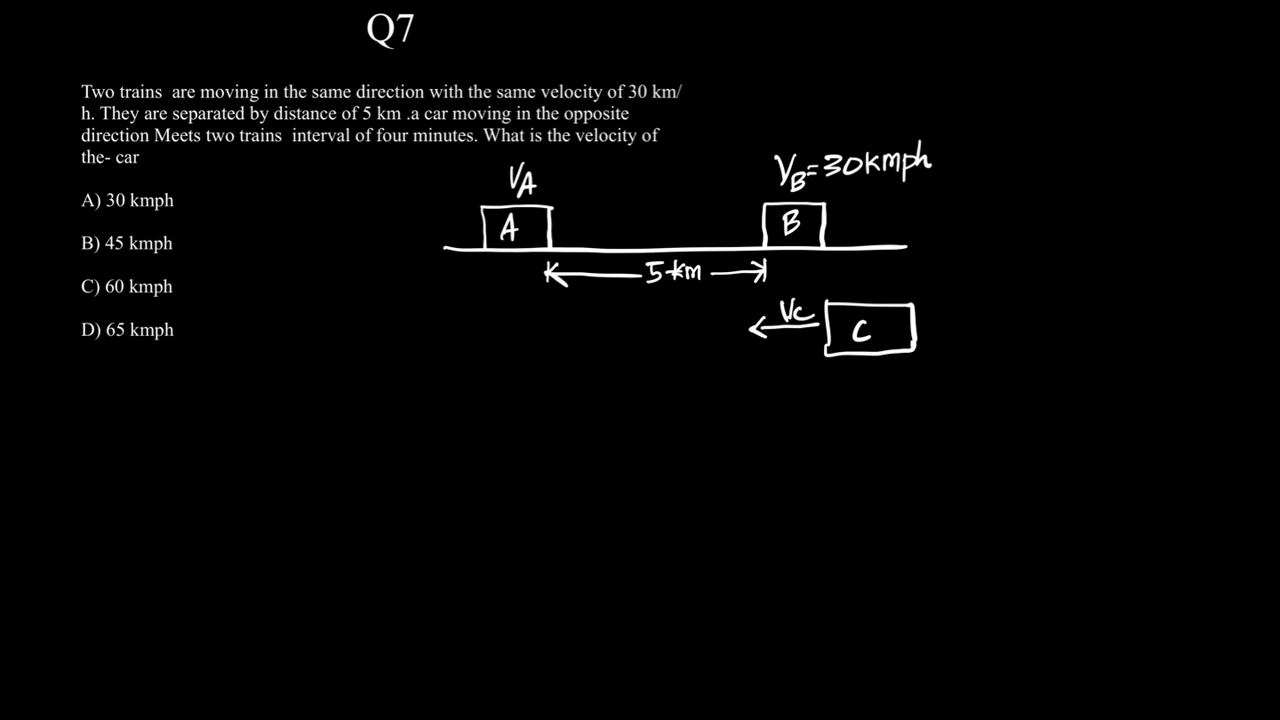 Q7
Two trains are moving in the same direction with the same velocity of 30 km/
h. They are separated by distance of 5 km .a car moving in the opposite
direction Meets two trains interval of four minutes. What is the velocity of
the- car
A) 30 kmph
B) 45 kmph
C) 60 kmph
D) 65 kmph
VA
VB=30kmph
A
B
5 km
VC
C